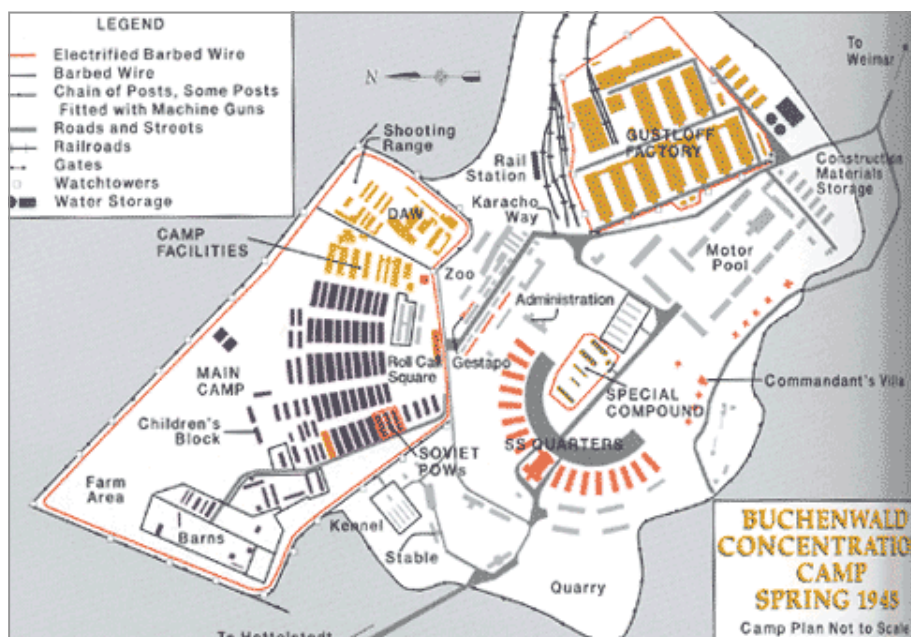 LEGEND
Electrified Barbed Wire
Barbed Wire
Chain of Posts, Some Posts
Fitted with Machine Guns
Roads and Streets
Railroads
Gates
Watchtowers
Water Storage
N
To
Weimar
Shooting
Range
Rail
Station
GUSTLOFF
FACTORY
Construction
Materials
Storage
Karacho
Way
DAW
CAMP
FACILITIES
Zoo
Motor
Pool
Administration
Roll Call
Square
Gestapo
MAIN
CAMP
SPECIAL
COMPOUND
Commandant's Villa
Children's
Block
SS QUARTERS
SOVIET
POWs
Farm
Area
Barns
Kennel
Stable
Quarry
BUCHENWALD
CONCENTRATIO
CAMP
SPRING 1945
Camp Plan Not to Scale
To Hottelstedt